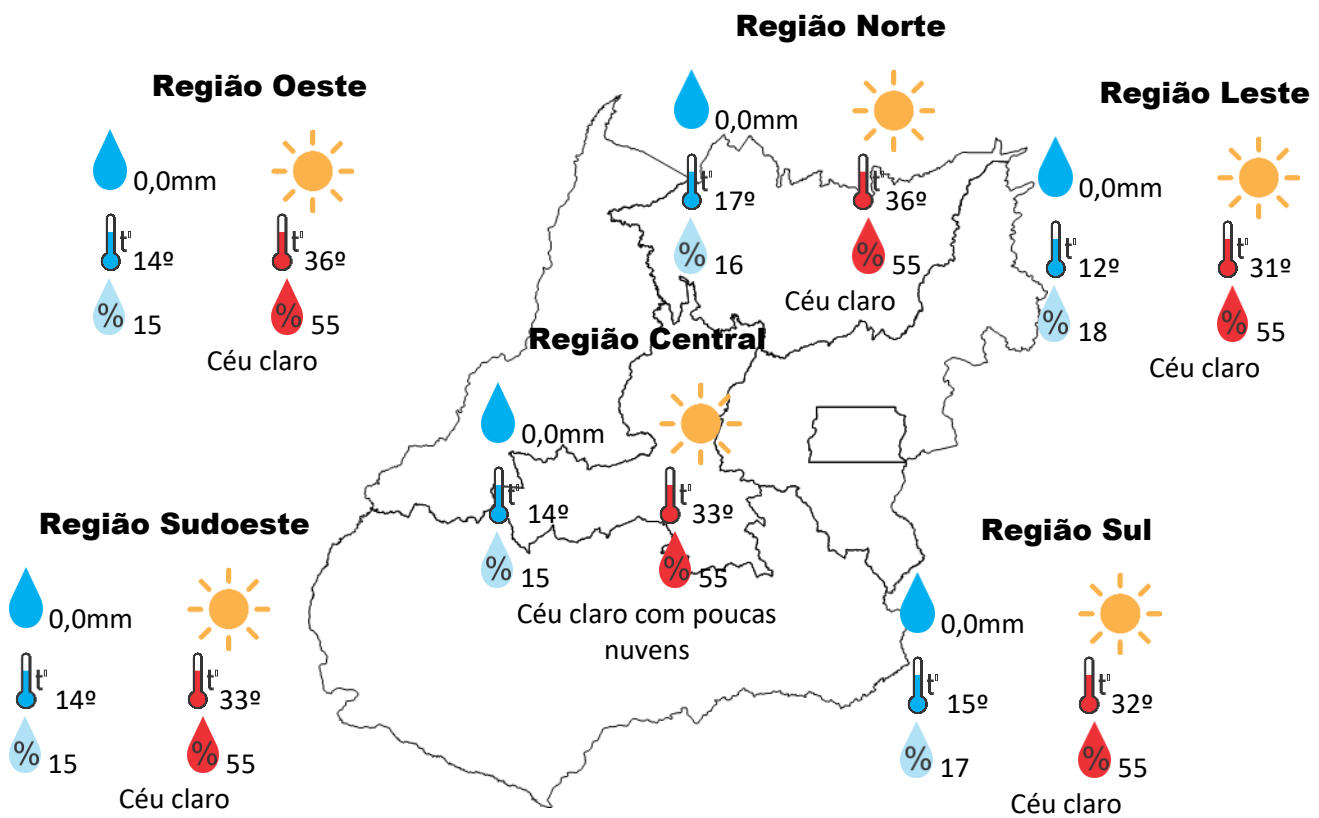 Região Norte
0,0mm
t°
17º
t°
36º
% 16
% 55
Céu claro
Região Oeste
0,0mm
t°
14º
t°
36º
% 15
% 55
Céu claro
Região Leste
0,0mm
t°
12º
t°
31º
% 18
% 55
Céu claro
Região Central
0,0mm
t°
14º
t°
33º
% 15
% 55
Céu claro com poucas
nuvens
Região Sudoeste
0,0mm
t°
14º
t°
33º
% 15
% 55
Céu claro
Região Sul
0,0mm
t°
15º
t°
32º
% 17
% 55
Céu claro